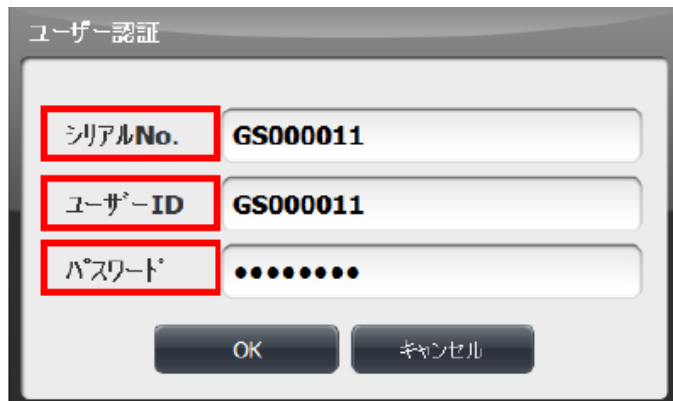 ユーザー認証
シリアルNo. GS000011
ユーザーID GS000011
パスワード ●●●●●●●●
OK キャンセル